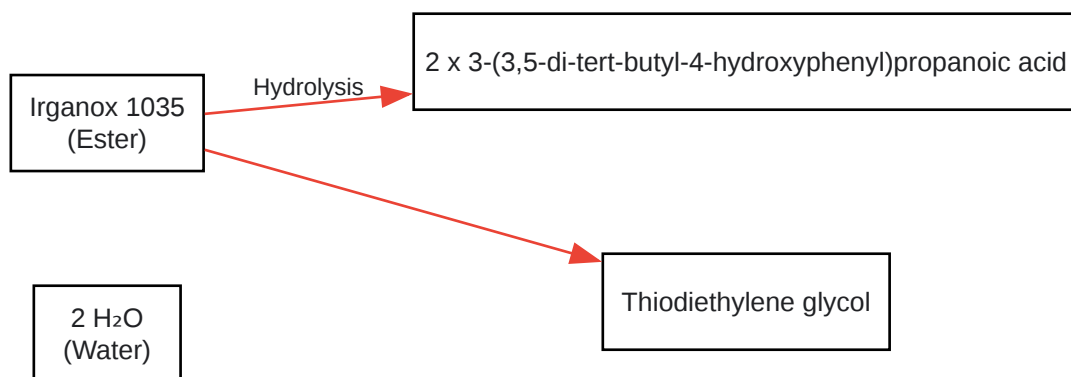 2 x 3-(3,5-di-tert-butyl-4-hydroxyphenyl)propanoic acid
Hydrolysis
Irganox 1035
(Ester)
Thiodiethylene glycol
2 H₂O
(Water)